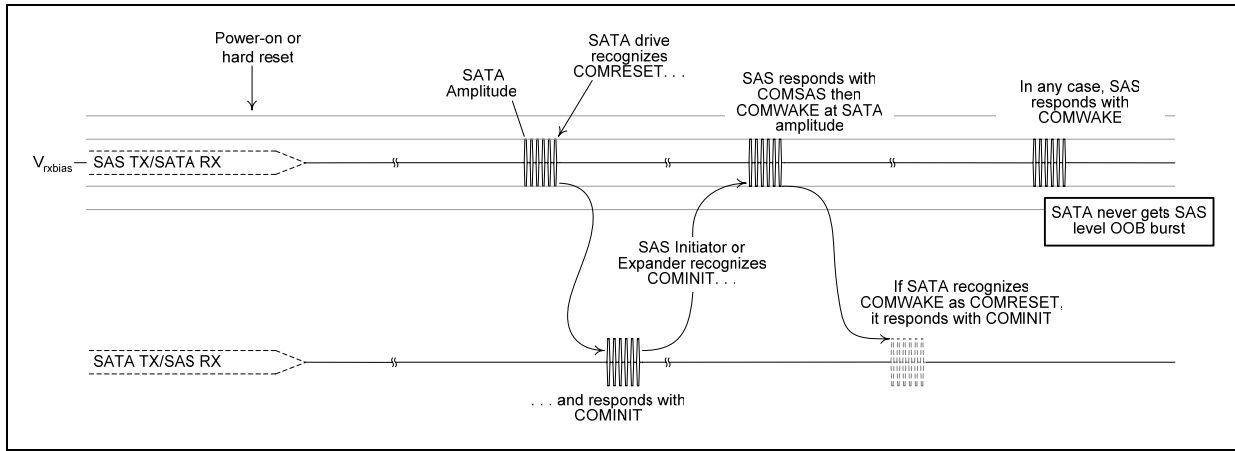 Power-on or
hard reset
SATA
Amplitude
SATA drive
recognizes
COMRESET. . .
SAS responds with
COMSAS then
COMWAKE at SATA
amplitude
In any case, SAS
responds with
COMWAKE
Vrxbias
SAS TX/SATA RX
SATA never gets SAS
level OOB burst
SAS Initiator or
Expander recognizes
COMINIT. . .
If SATA recognizes
COMWAKE as COMRESET,
it responds with COMINIT
SATA TX/SAS RX
. . . and responds with
COMINIT